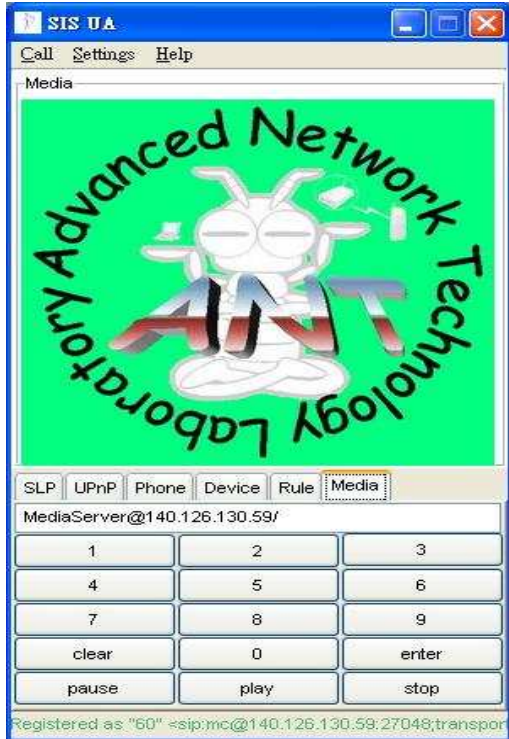 SIS UA
Call Settings Help
Media
Advanced Network Technology Laboratory
ANT
SLP UPnP Phone Device Rule Media
MediaServer@140.126.130.59/
1 2 3
4 5 6
7 8 9
clear 0 enter
pause play stop
Registered as "60" <sip:mc@140.126.130.59:27048;transpor